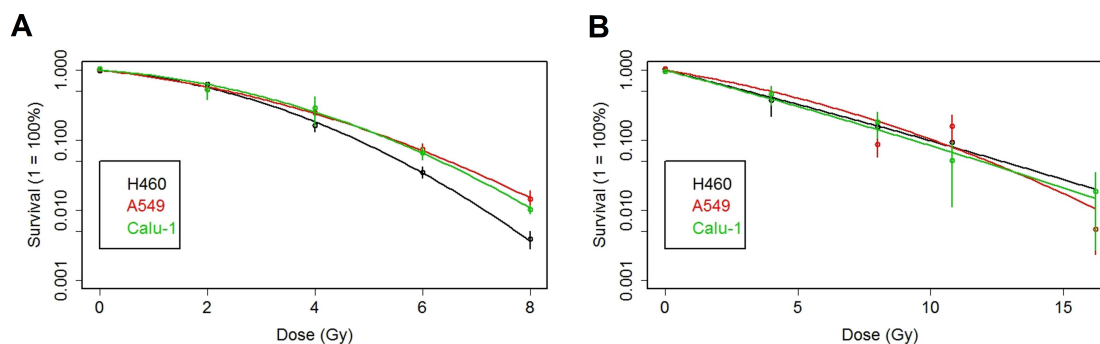 A
Survival (1 = 100%)
1.000
0.100
0.010
0.001
H460
A549
Calu-1
0 2 4 6 8
Dose (Gy)
B
Survival (1 = 100%)
1.000
0.100
0.010
0.001
H460
A549
Calu-1
0 5 10 15
Dose (Gy)